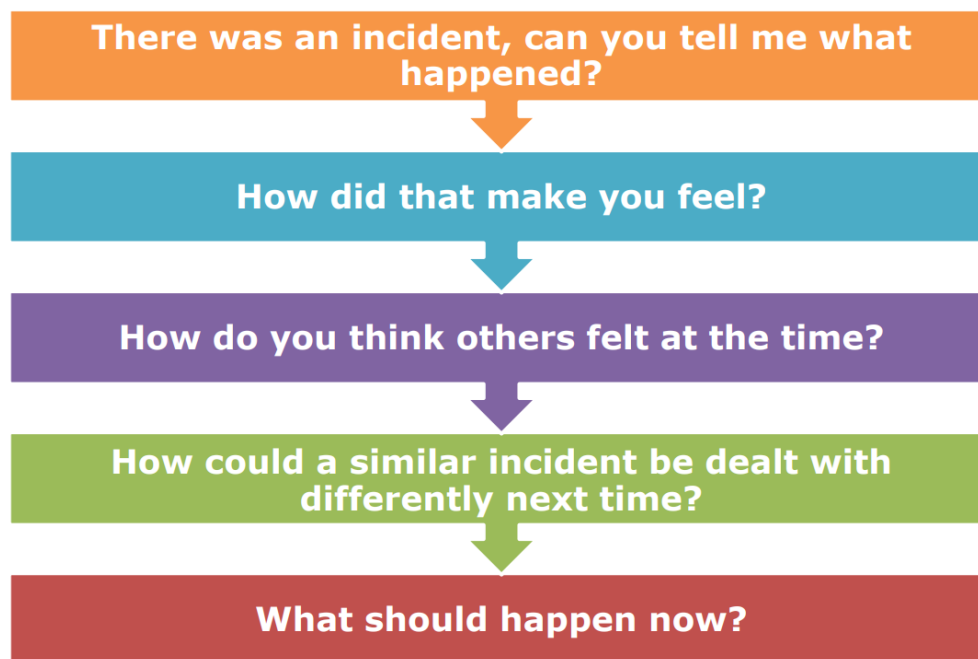 There was an incident, can you tell me what
happened?
How did that make you feel?
How do you think others felt at the time?
How could a similar incident be dealt with
differently next time?
What should happen now?